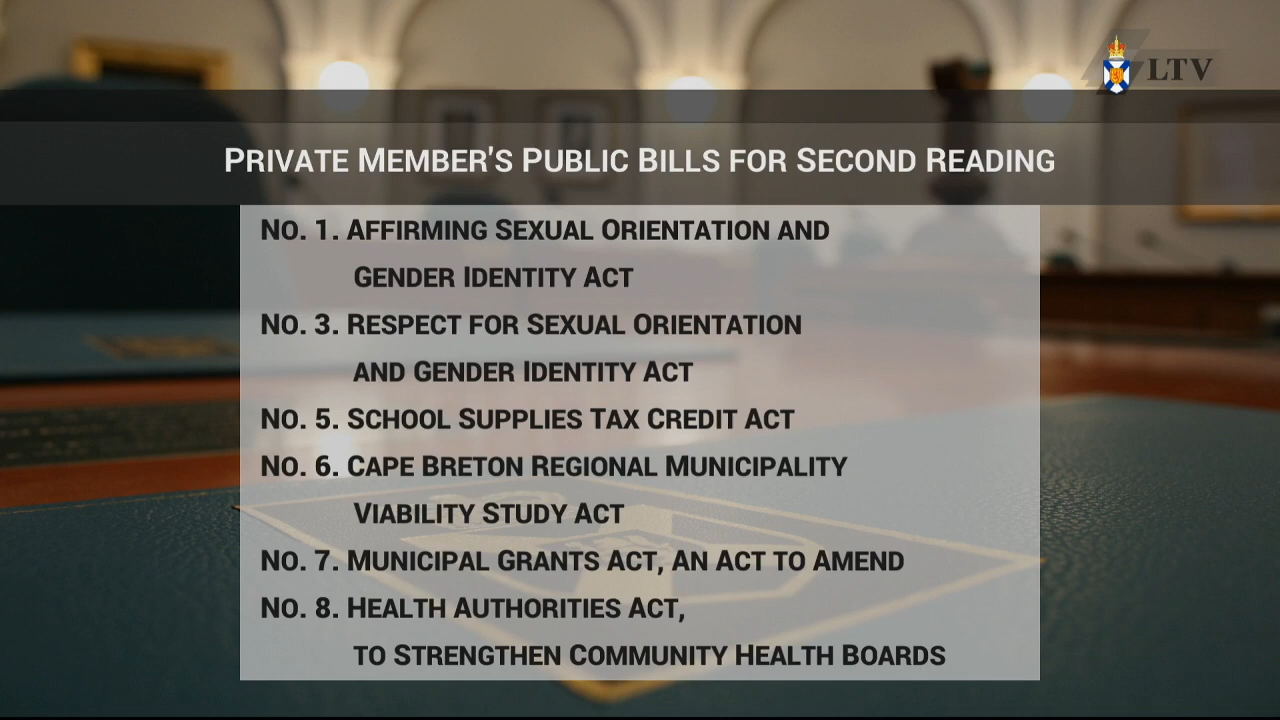 LTV
PRIVATE MEMBER'S PUBLIC BILLS FOR SECOND READING
NO. 1. AFFIRMING SEXUAL ORIENTATION AND
GENDER IDENTITY ACT
NO. 3. RESPECT FOR SEXUAL ORIENTATION
AND GENDER IDENTITY ACT
NO. 5. SCHOOL SUPPLIES TAX CREDIT ACT
NO. 6. CAPE BRETON REGIONAL MUNICIPALITY
VIABILITY STUDY ACT
NO. 7. MUNICIPAL GRANTS ACT, AN ACT TO AMEND
NO. 8. HEALTH AUTHORITIES ACT,
TO STRENGTHEN COMMUNITY HEALTH BOARDS